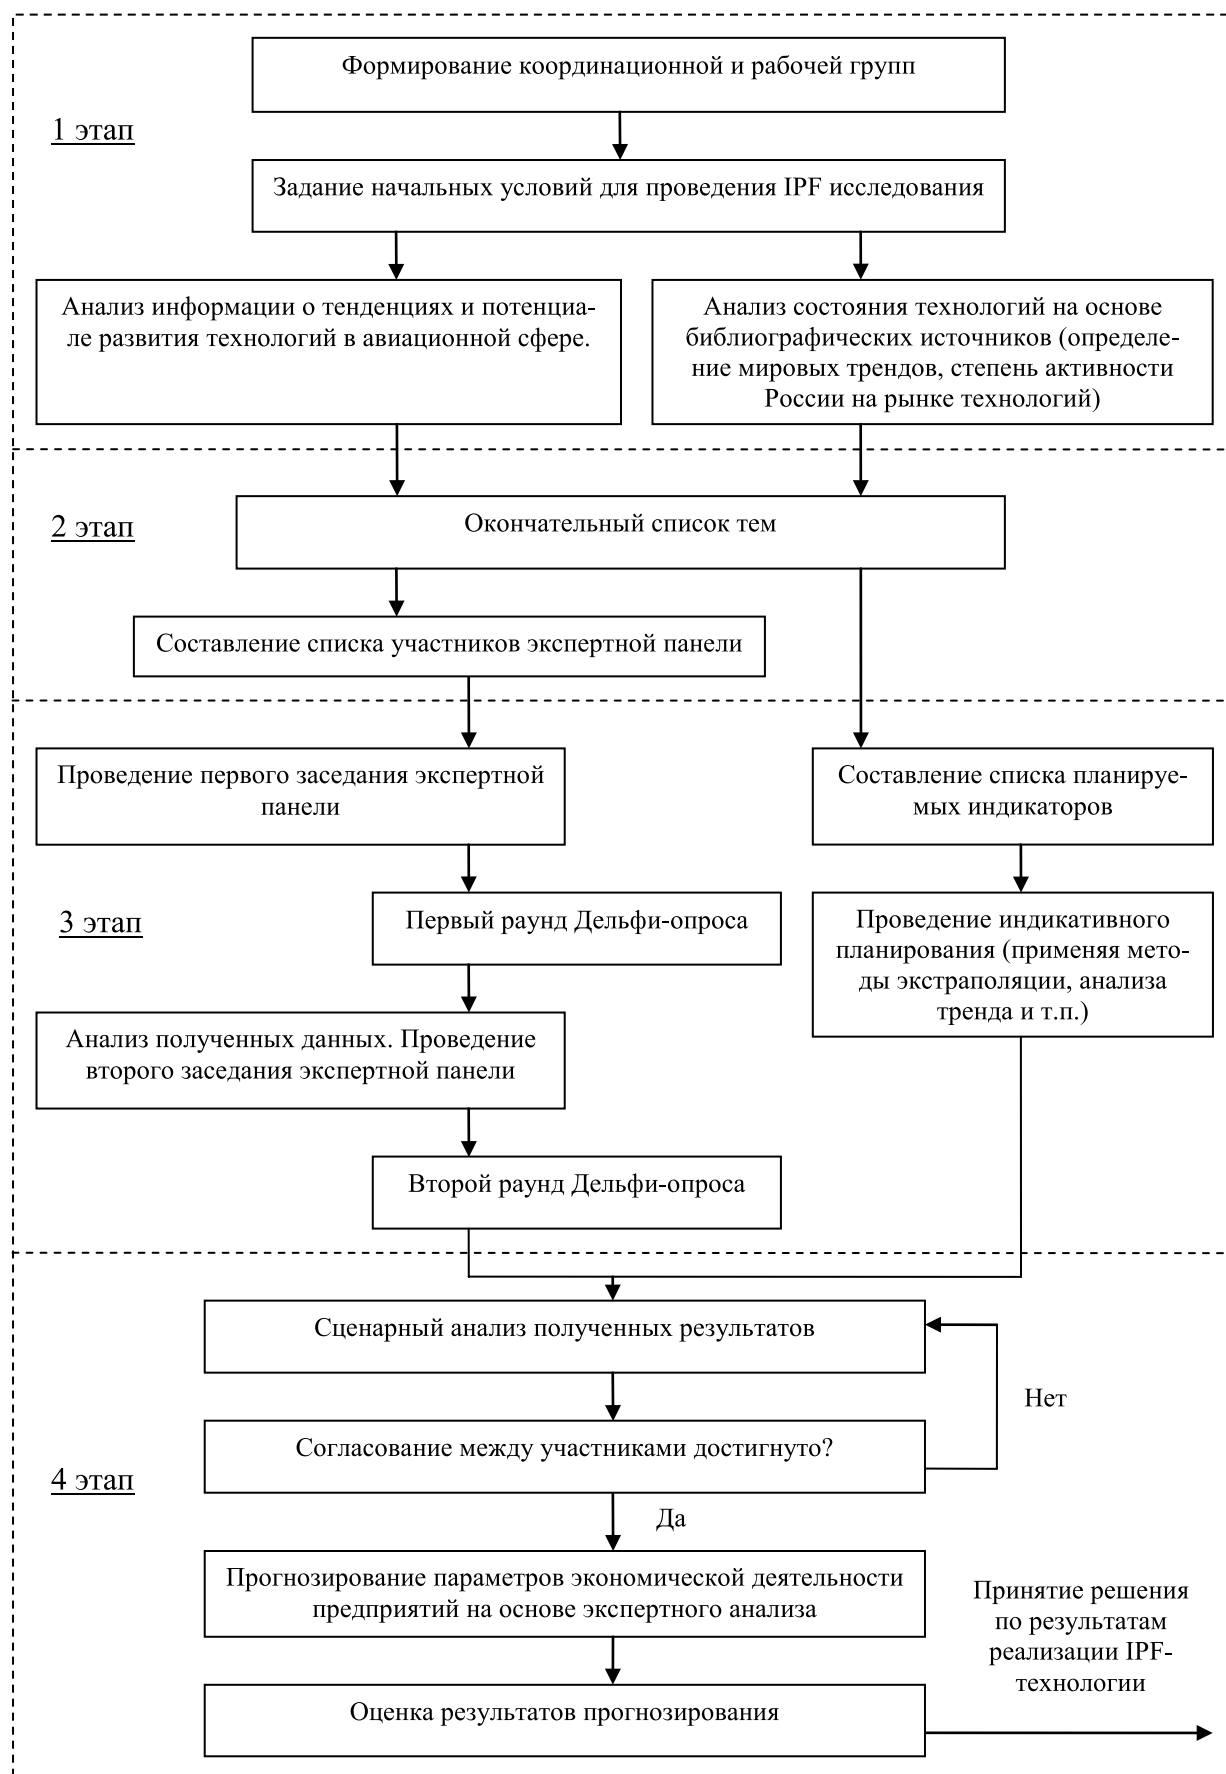 Формирование координационной и рабочей групп
1 этап
Задание начальных условий для проведения IPF исследования
Анализ информации о тенденциях и потенциа-
ле развития технологий в авиационной сфере.
Анализ состояния технологий на основе
библиографических источников (определе-
ние мировых трендов, степень активности
России на рынке технологий)
2 этап
Окончательный список тем
Составление списка участников экспертной панели
Проведение первого заседания экспертной
панели
Составление списка планируе-
мых индикаторов
3 этап
Первый раунд Дельфи-опроса
Проведение индикативного
планирования (применяя мето-
ды экстраполяции, анализа
тренда и т.п.)
Анализ полученных данных. Проведение
второго заседания экспертной панели
Второй раунд Дельфи-опроса
Сценарный анализ полученных результатов
Нет
Согласование между участниками достигнуто?
4 этап
Да
Прогнозирование параметров экономической деятельности
предприятий на основе экспертного анализа
Принятие решения
по результатам
реализации IPF-
технологии
Оценка результатов прогнозирования